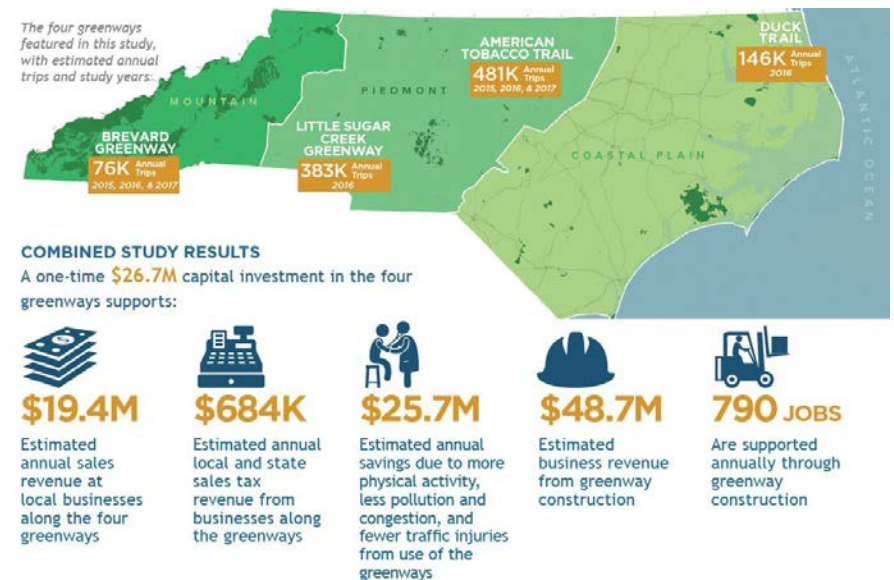 The four greenways
featured in this study,
with estimated annual
trips and study years:.
MOUNTAIN
BREVARD
GREENWAY
76K Annual Trips
2015, 2016, & 2017
PIEDMONT
LITTLE SUGAR
CREEK
GREENWAY
383K Annual Trips
2016
AMERICAN
TOBACCO TRAIL
481K Annual Trips
2015, 2016, & 2017
DUCK
TRAIL
146K Annual Trips
2016
COASTAL PLAIN
ATLANTIC OCEAN
COMBINED STUDY RESULTS
A one-time $26.7M capital investment in the four
greenways supports:
$19.4M
Estimated
annual sales
revenue at
local businesses
along the four
greenways
$684K
Estimated annual
local and state
sales tax
revenue from
businesses along
the greenways
$25.7M
Estimated annual
savings due to more
physical activity,
less pollution and
congestion, and
fewer traffic injuries
from use of the
greenways
$48.7M
Estimated
business revenue
from greenway
construction
790 JOBS
Are supported
annually through
greenway
construction